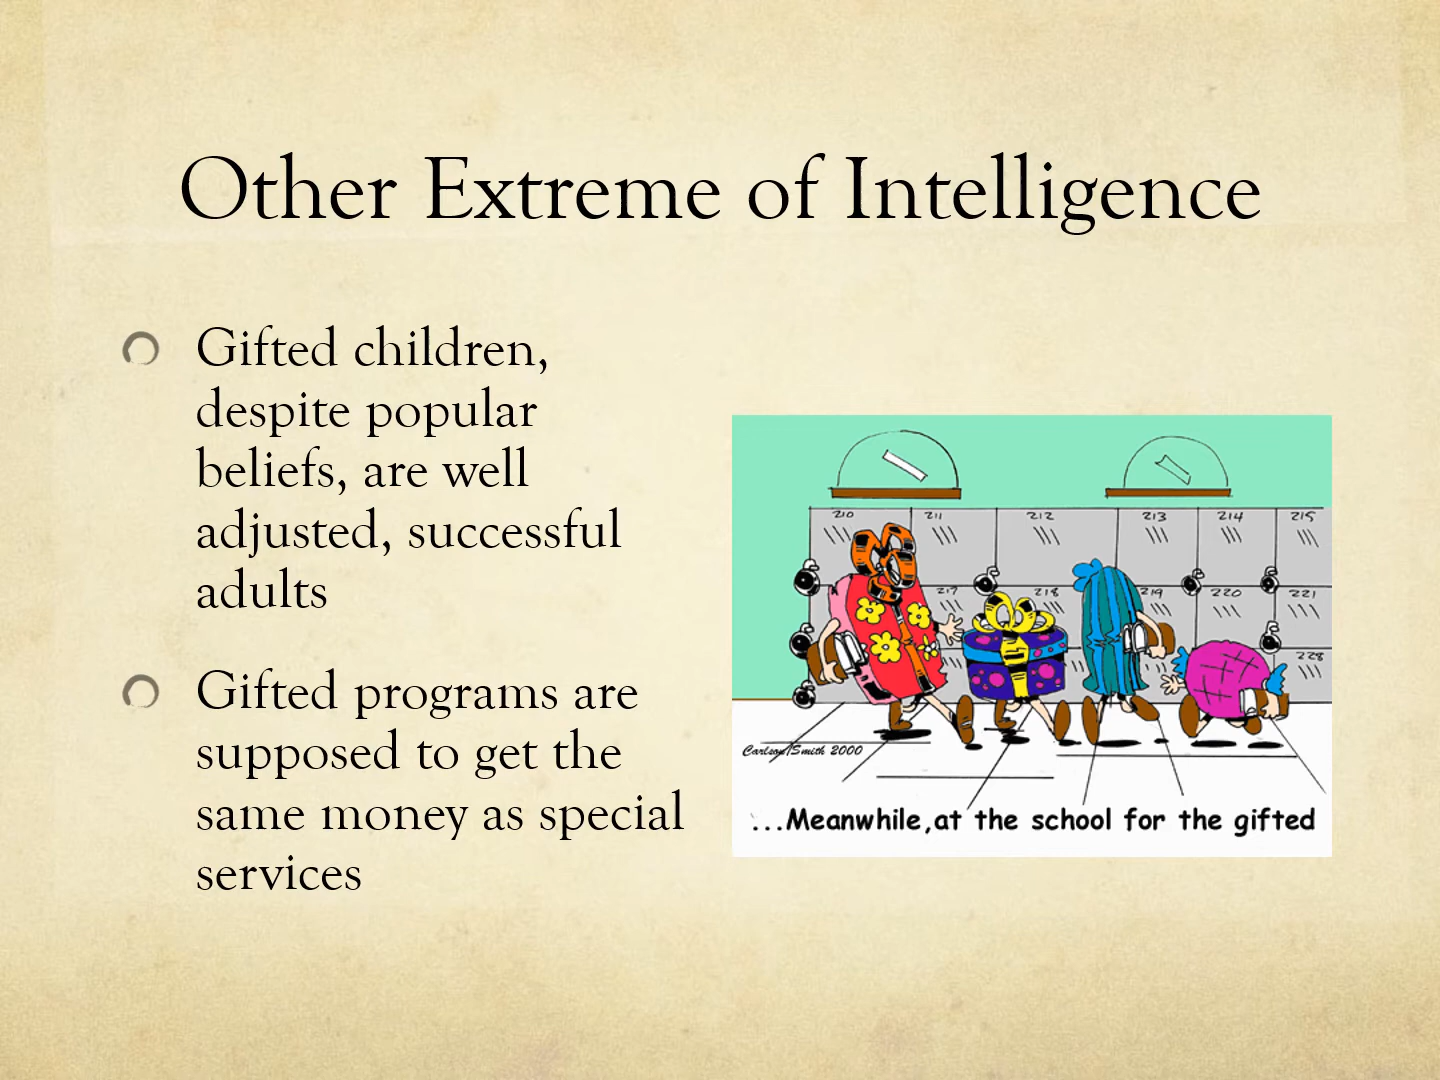 Other Extreme of Intelligence
Gifted children,
despite popular
beliefs, are well
adjusted, successful
adults
Gifted programs are
supposed to get the
same money as special
services
210 211 212 213 214 215
217 218 219 220 221
228
Carlson/Smith 2000
...Meanwhile,at the school for the gifted